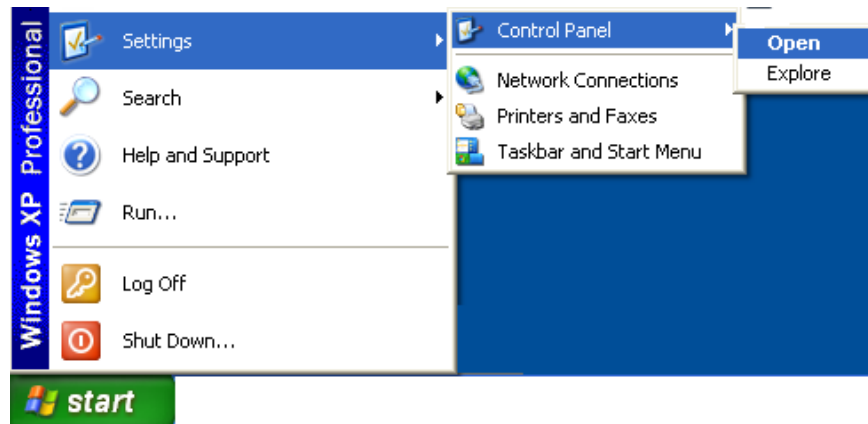 Windows XP Professional
Settings
Search
Help and Support
Run...
Log Off
Shut Down...
start
Control Panel
Network Connections
Printers and Faxes
Taskbar and Start Menu
Open
Explore